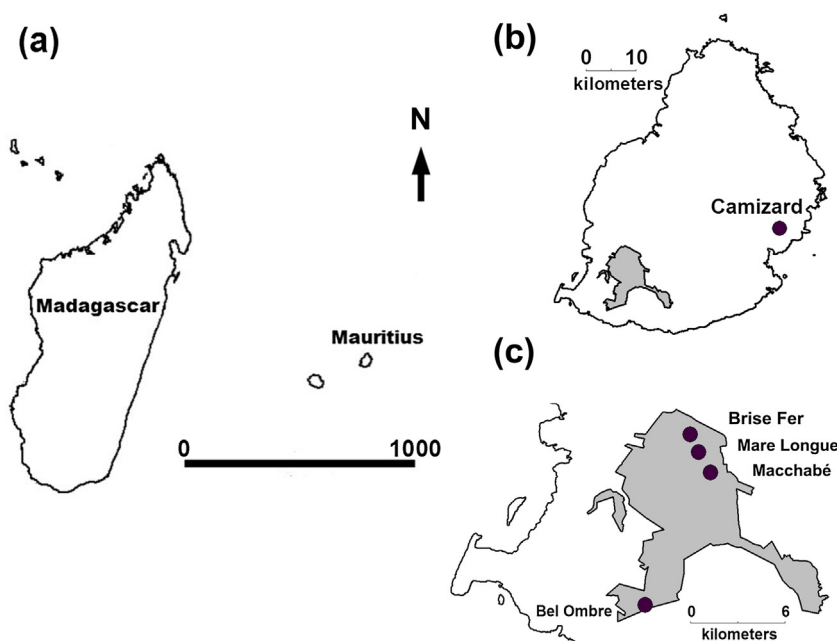 (a)
N
Madagascar
Mauritius
0 1000
(b)
0 10
kilometers
Camizard
(c)
Brise Fer
Mare Longue
Macchabé
Bel Ombre
0 6
kilometers